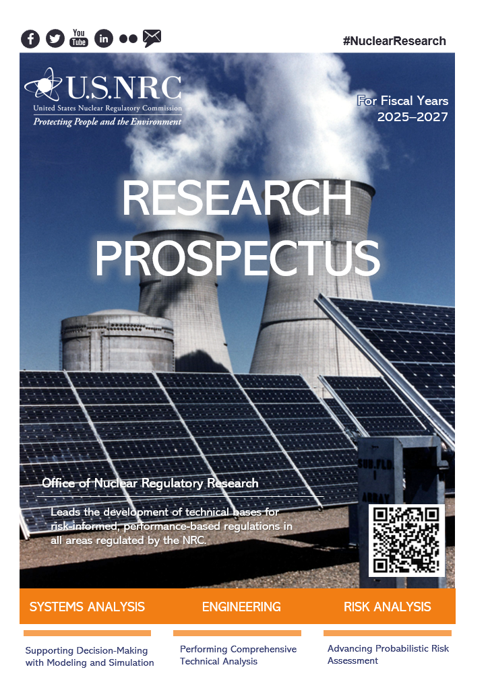 You
Tube
in
#NuclearResearch
U.S.NRC
United States Nuclear Regulatory Commission
Protecting People and the Environment
For Fiscal Years
2025–2027
RESEARCH
PROSPECTUS
Office of Nuclear Regulatory Research
Leads the development of technical bases for
risk-informed, performance-based regulations in
all areas regulated by the NRC.
SYSTEMS ANALYSIS
ENGINEERING
RISK ANALYSIS
Supporting Decision-Making
with Modeling and Simulation
Performing Comprehensive
Technical Analysis
Advancing Probabilistic Risk
Assessment